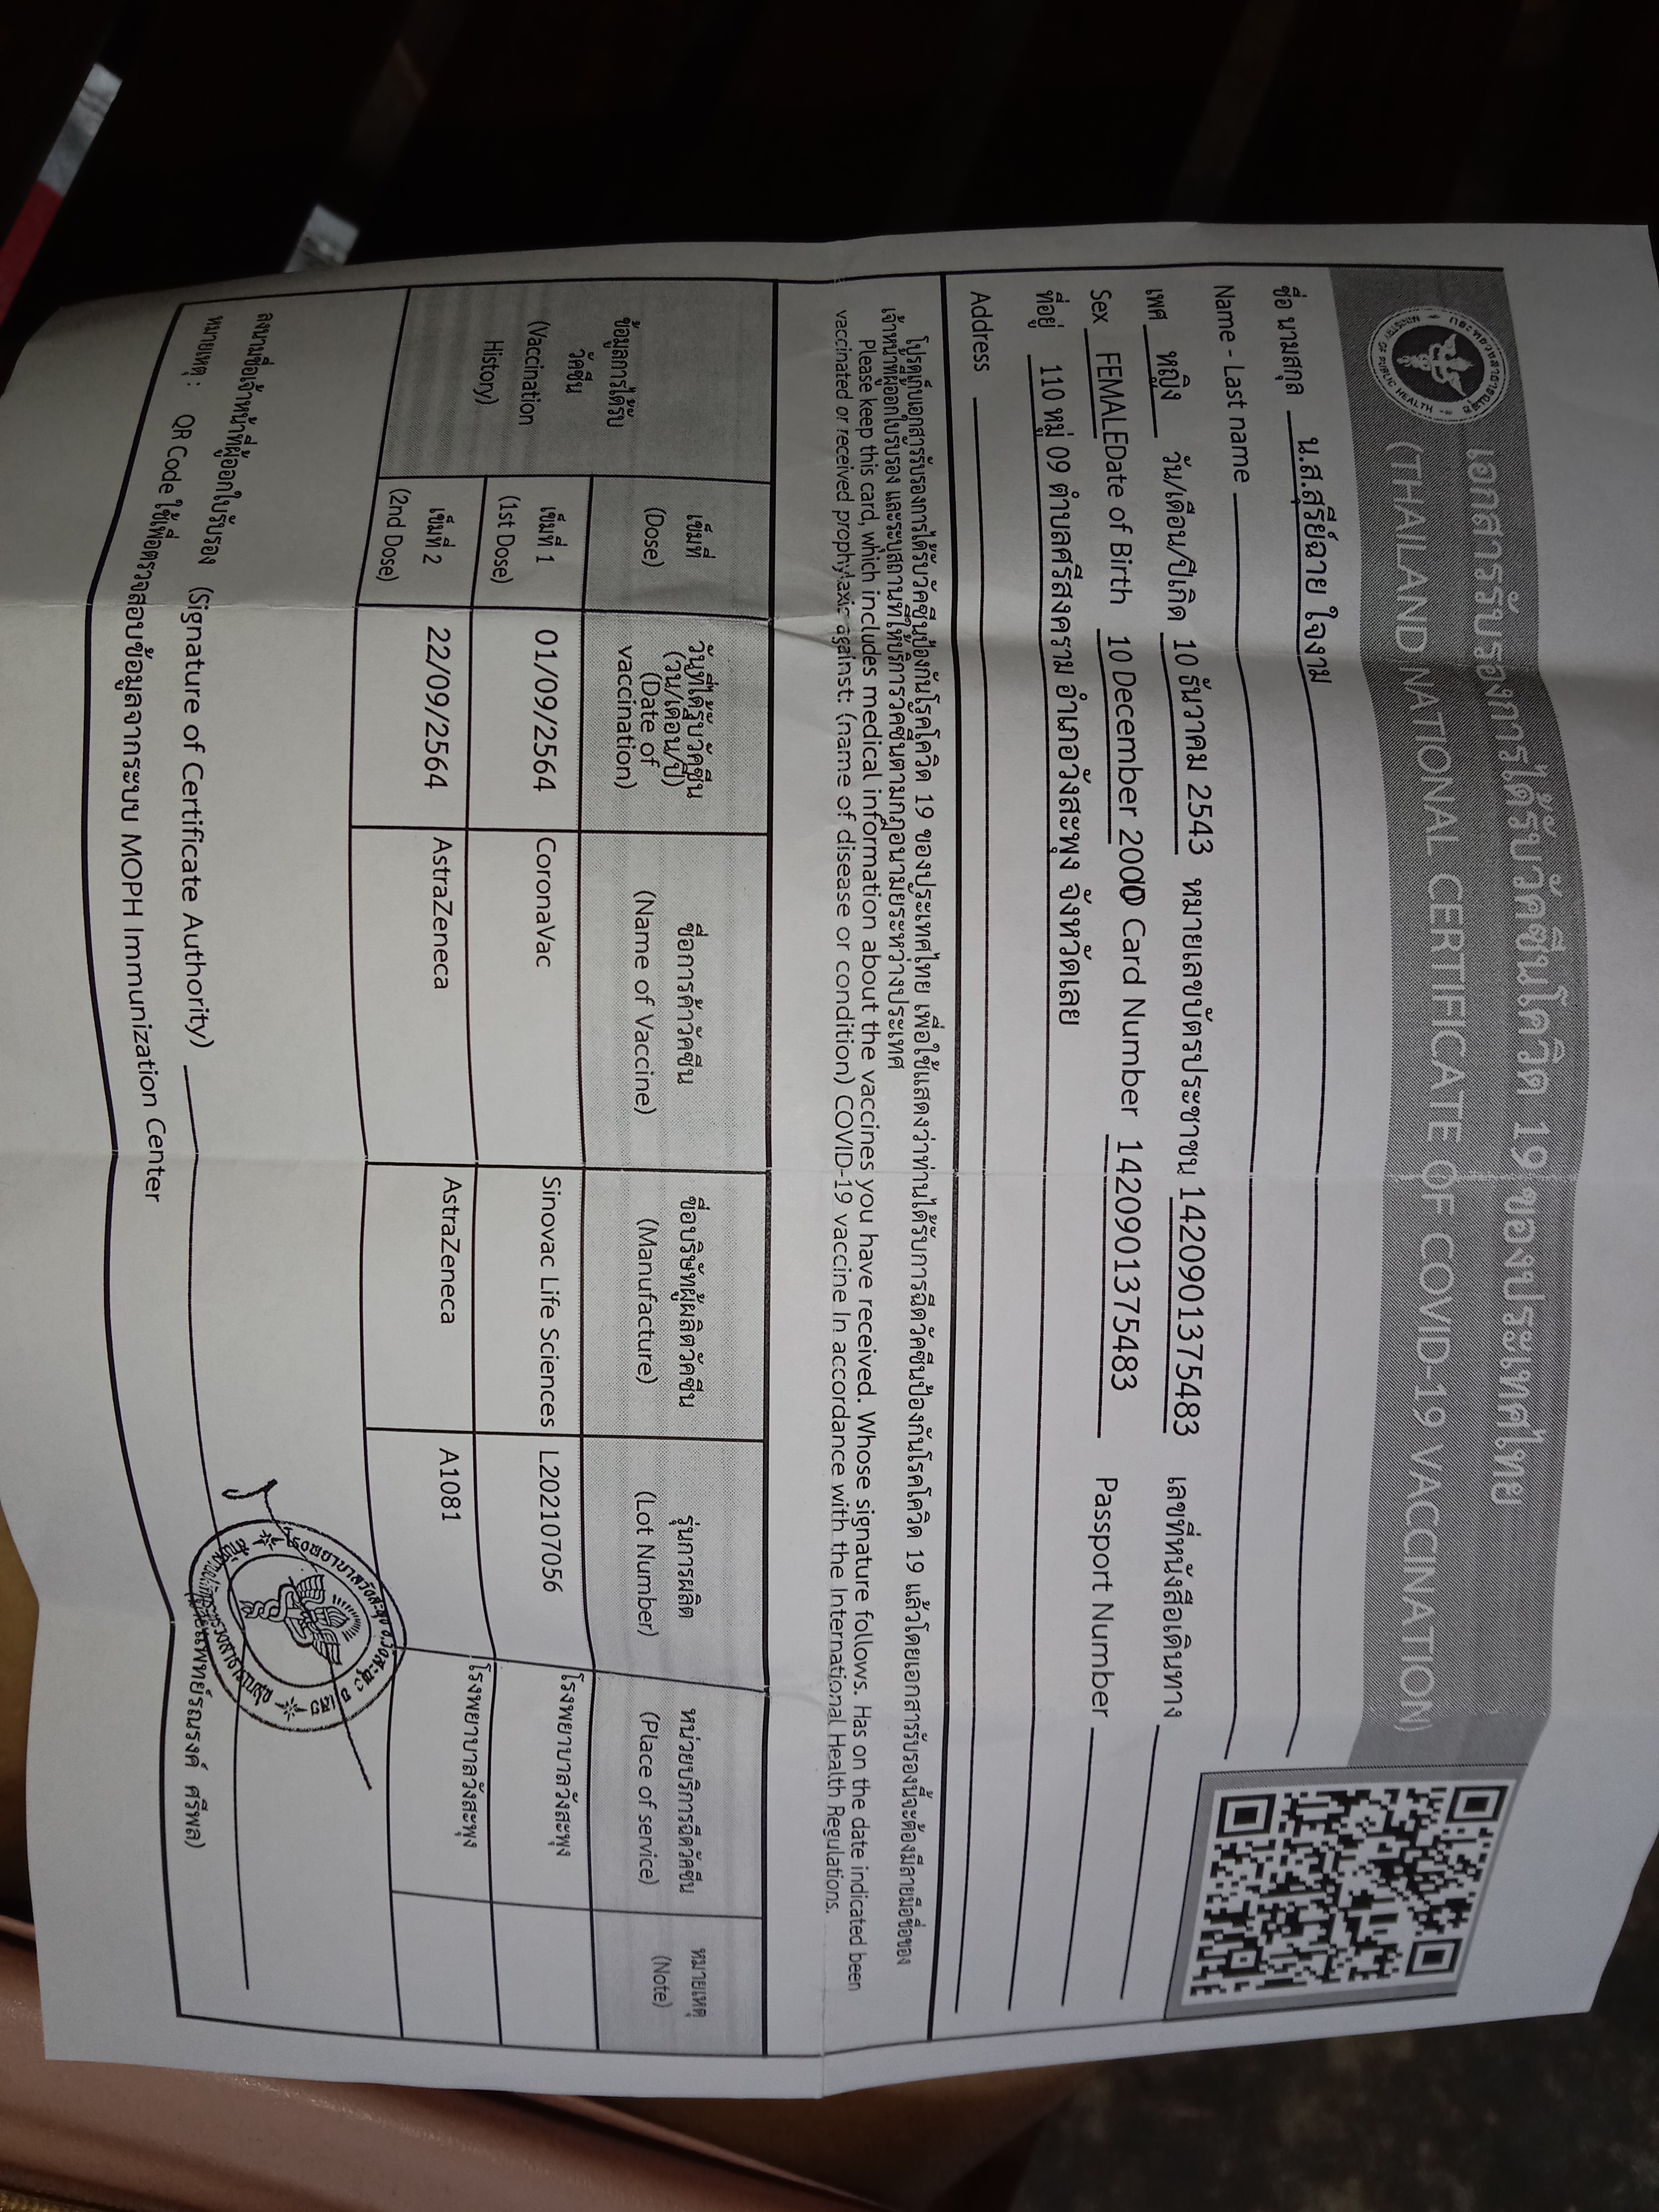 เอกสารรับรองการได้รับวัคซีนโควิด 19 ของประเทศไทย
(THAILAND NATIONAL CERTIFICATE OF COVID-19 VACCINATION)
กระทรวงสาธารณสุข
MINISTRY OF PUBLIC HEALTH
ชื่อ นามสกุล น.ส.สุรีย์ฉาย ใจงาม
Name - Last name
เพศ หญิง วัน/เดือน/ปีเกิด 10 ธันวาคม 2543 หมายเลขบัตรประชาชน 1420901375483 เลขที่หนังสือเดินทาง
Sex FEMALE Date of Birth 10 December 2000 Card Number 1420901375483 Passport Number
ที่อยู่ 110 หมู่ 09 ตำบลศรีสงคราม อำเภอวังสะพุง จังหวัดเลย
Address
โปรดเก็บเอกสารรับรองการได้รับวัคซีนป้องกันโรคโควิด 19 ของประเทศไทย เพื่อใช้แสดงว่าท่านได้รับการฉีดวัคซีนป้องกันโรคโควิด 19 แล้วโดยเอกสารรับรองนี้จะต้องมีลายมือชื่อของ
เจ้าหน้าที่ผู้ออกใบรับรอง และระบุสถานที่ให้บริการวัคซีนตามกฎอนามัยระหว่างประเทศ
Please keep this card, which includes medical information about the vaccines you have received. Whose signature follows. Has on the date indicated been
vaccinated or received prophylaxis against: (name of disease or condition) COVID-19 vaccine In accordance with the International Health Regulations.
ข้อมูลการได้รับ
วัคซีน
(Vaccination
History)
เข็มที่
(Dose)
วันที่ได้รับวัคซีน
(วัน/เดือน/ปี)
(Date of
vaccination)
ชื่อการค้าวัคซีน
(Name of Vaccine)
ชื่อบริษัทผู้ผลิตวัคซีน
(Manufacture)
รุ่นการผลิต
(Lot Number)
หน่วยบริการฉีดวัคซีน
(Place of service)
หมายเหตุ
(Note)
เข็มที่ 1
(1st Dose)
01/09/2564 CoronaVac Sinovac Life Sciences L202107056 โรงพยาบาลวังสะพุง
เข็มที่ 2
(2nd Dose)
22/09/2564 AstraZeneca AstraZeneca A1081 โรงพยาบาลวังสะพุง
ลงนามชื่อเจ้าหน้าที่ผู้ออกใบรับรอง (Signature of Certificate Authority)
โรงพยาบาลวังสะพุง
ณรงค์ ศรีพล)
หมายเหตุ : QR Code ใช้เพื่อตรวจสอบข้อมูลจากระบบ MOPH Immunization Center